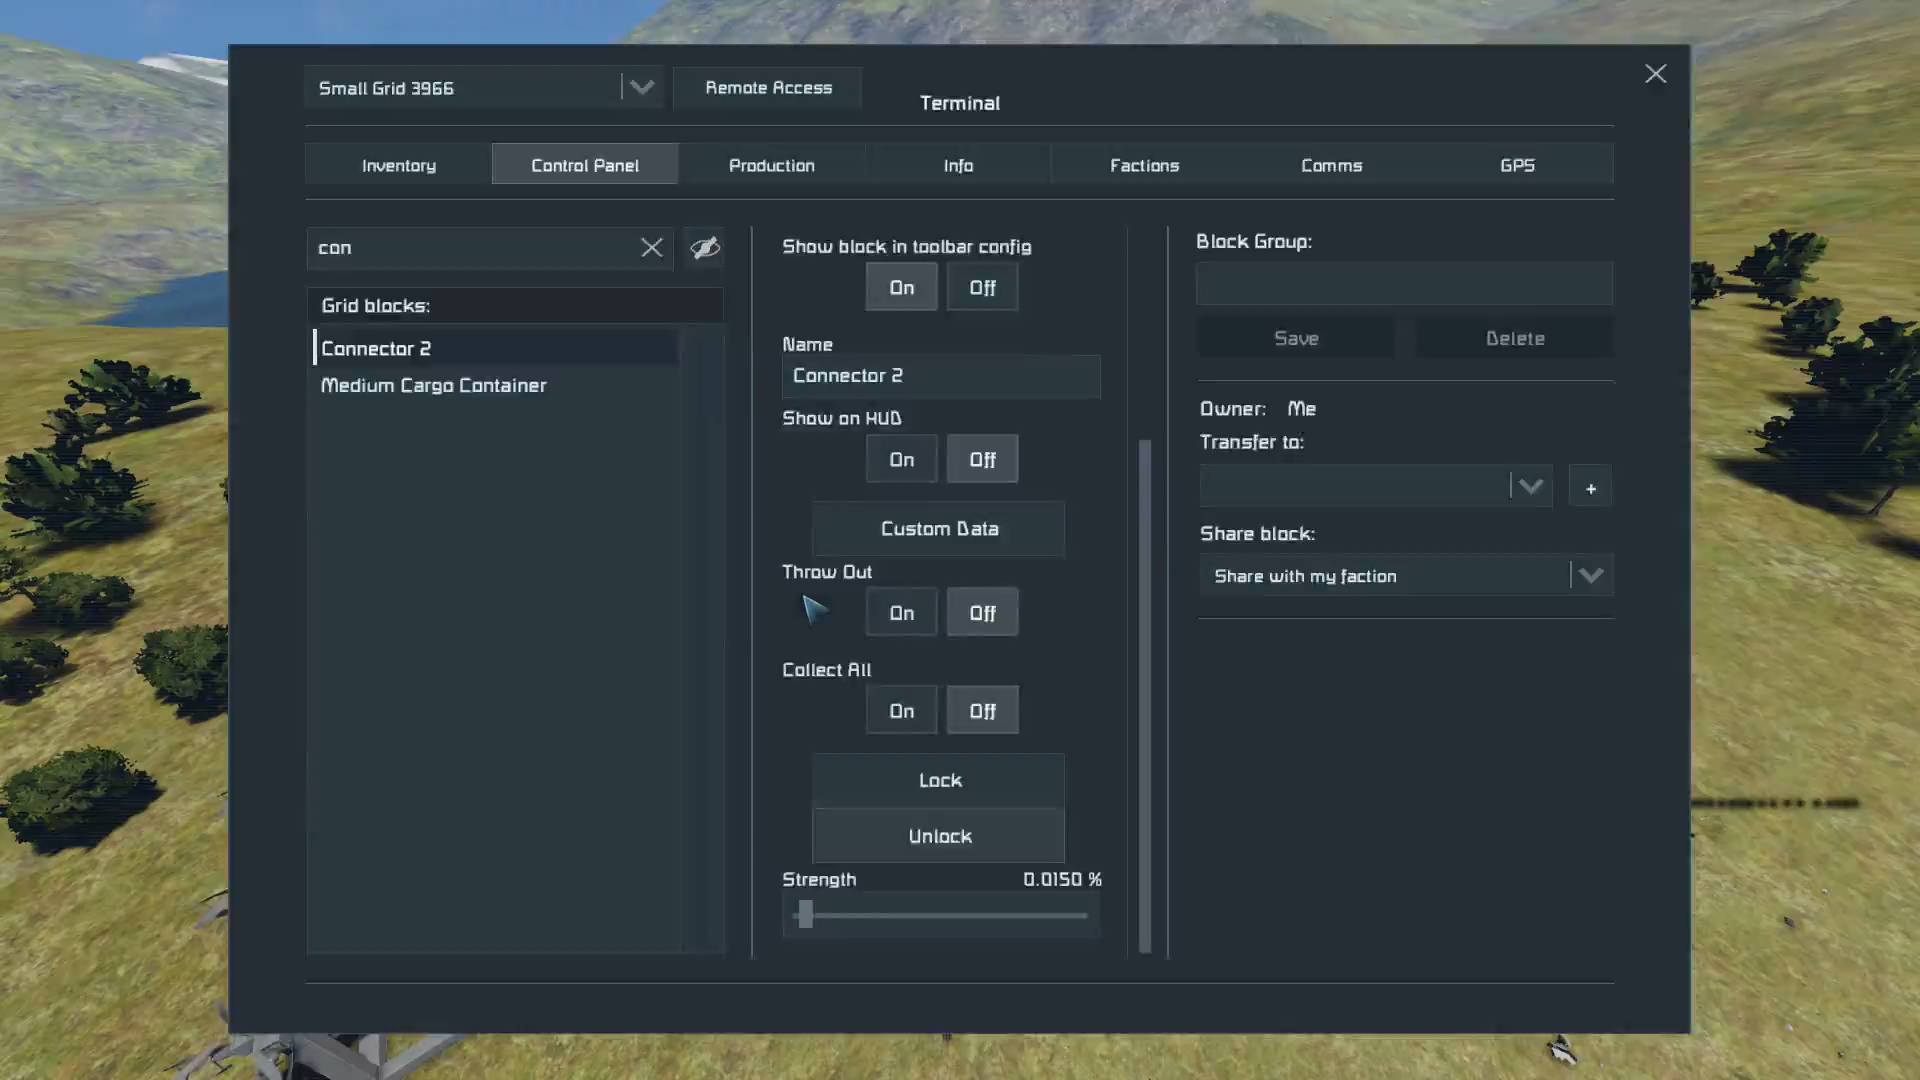 Small Grid 3966
Remote Access
Terminal
Inventory
Control Panel
Production
Info
Factions
Comms
GPS
con
Grid blocks:
Connector 2
Medium Cargo Container
Show block in toolbar config
On
Off
Name
Connector 2
Show on HUD
On
Off
Custom Data
Throw Out
On
Off
Collect All
On
Off
Lock
Unlock
Strength
0.0150 %
Block Group:
Save
Delete
Owner: Me
Transfer to:
+
Share block:
Share with my faction